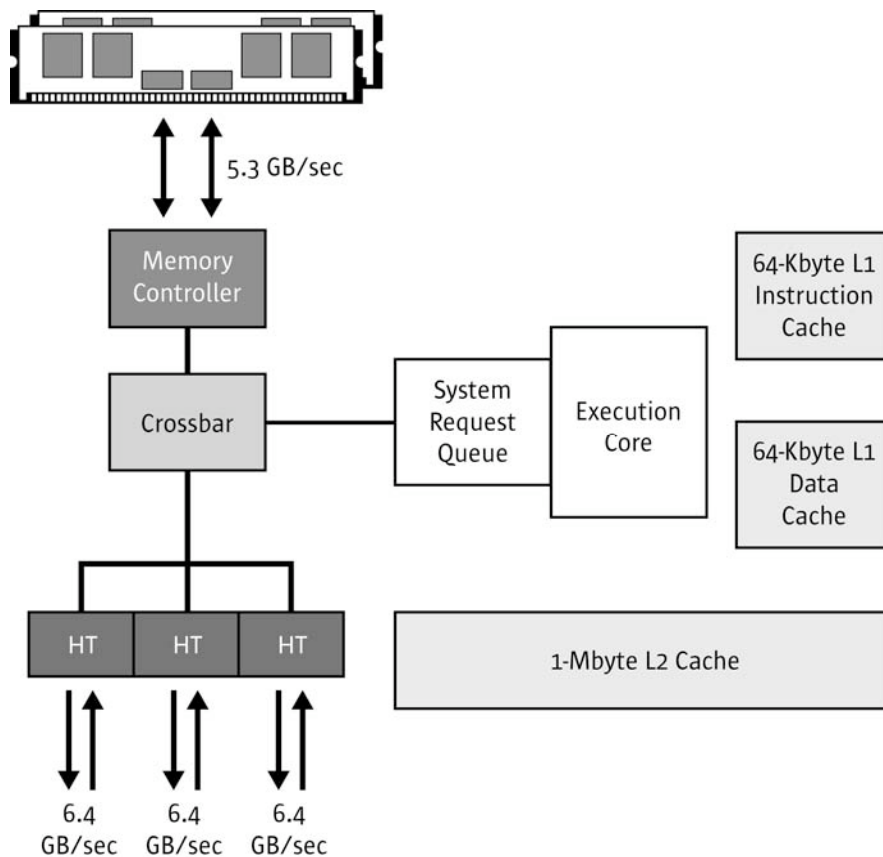 5.3 GB/sec
Memory
Controller
64-Kbyte L1
Instruction
Cache
Crossbar
System
Request
Queue
Execution
Core
64-Kbyte L1
Data
Cache
HT
HT
HT
1-Mbyte L2 Cache
6.4
GB/sec
6.4
GB/sec
6.4
GB/sec